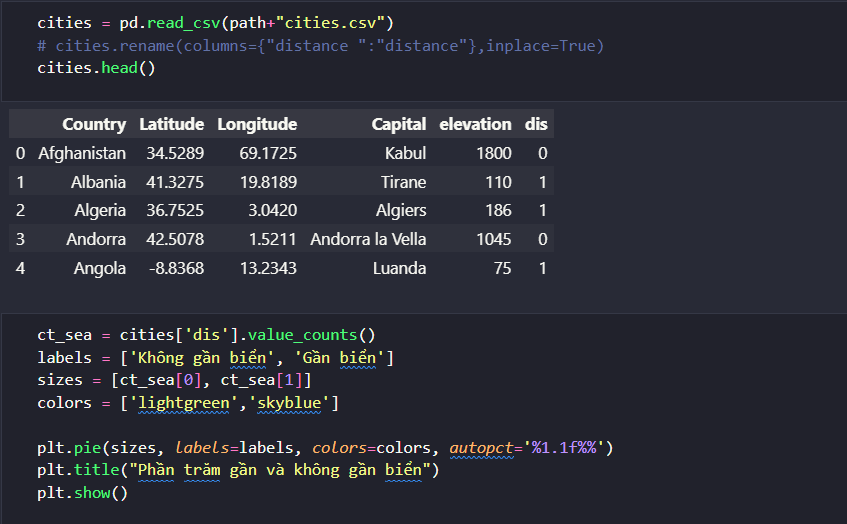 cities = pd.read_csv(path+"cities.csv")
# cities.rename(columns={"distance ":"distance"},inplace=True)
cities.head()
Country Latitude Longitude Capital elevation dis
0 Afghanistan 34.5289 69.1725 Kabul 1800 0
1 Albania 41.3275 19.8189 Tirane 110 1
2 Algeria 36.7525 3.0420 Algiers 186 1
3 Andorra 42.5078 1.5211 Andorra la Vella 1045 0
4 Angola -8.8368 13.2343 Luanda 75 1
ct_sea = cities['dis'].value_counts()
labels = ['Không gần biển', 'Gần biển']
sizes = [ct_sea[0], ct_sea[1]]
colors = ['lightgreen','skyblue']
plt.pie(sizes, labels=labels, colors=colors, autopct='%1.1f%%')
plt.title("Phần trăm gần và không gần biển")
plt.show()